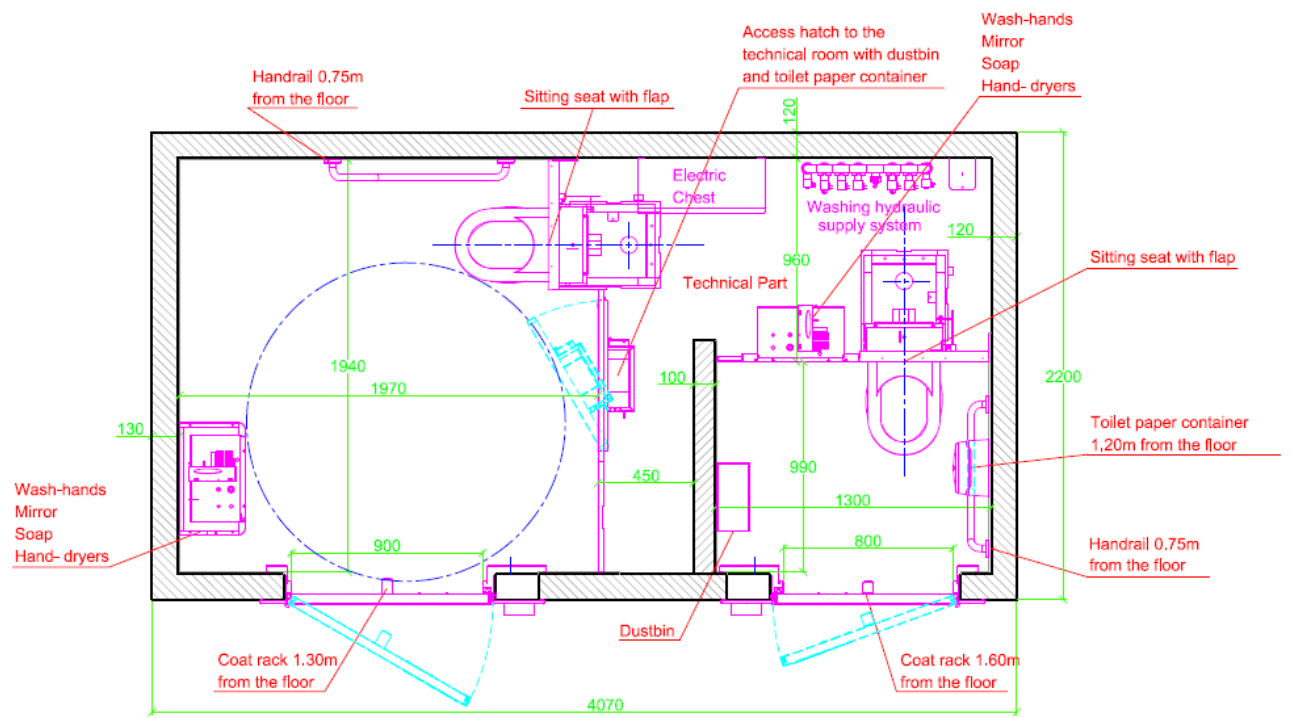 Wash-hands
Mirror
Soap
Hand- dryers
Access hatch to the
technical room with dustbin
and toilet paper container
Handrail 0.75m
from the floor
Sitting seat with flap
120
Electric
Chest
Washing hydraulic
supply system
120
960
Sitting seat with flap
Technical Part
1940
1970
100
2200
130
Toilet paper container
1,20m from the floor
990
450
1300
Wash-hands
Mirror
Soap
Hand- dryers
900
800
Handrail 0.75m
from the floor
Dustbin
Coat rack 1.30m
from the floor
Coat rack 1.60m
from the floor
4070